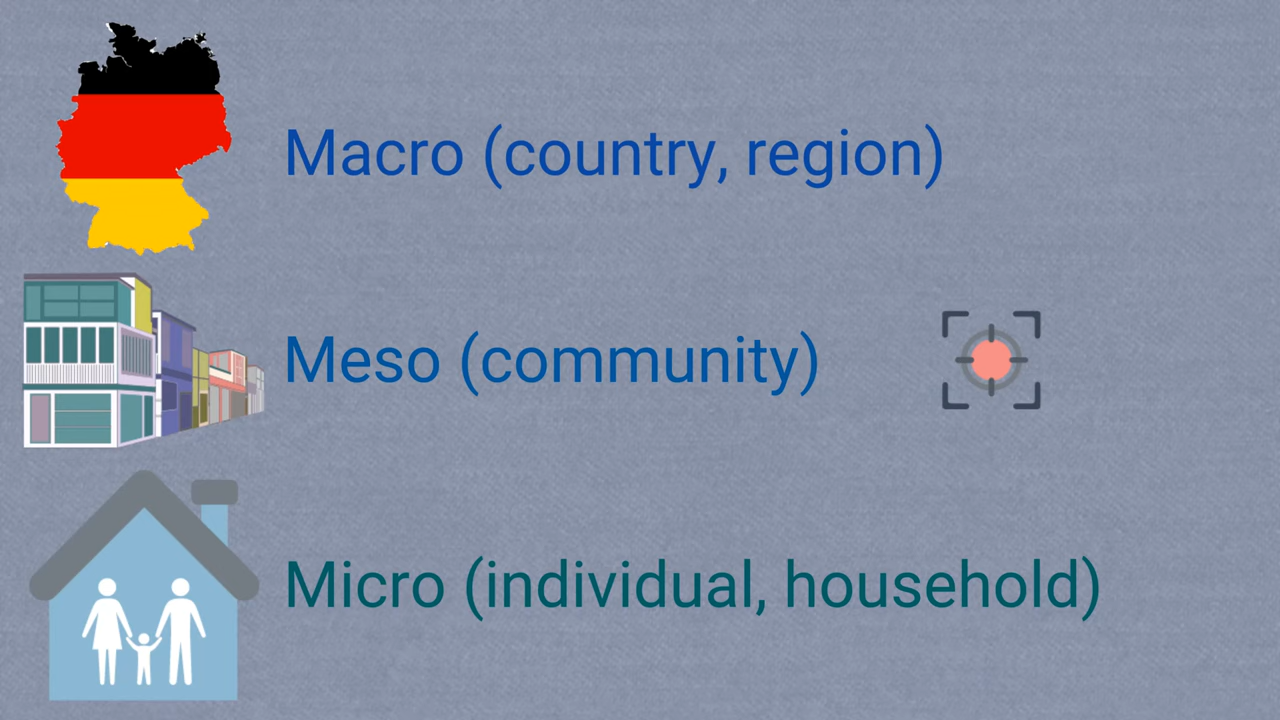 Macro (country, region)
Meso (community)
Micro (individual, household)